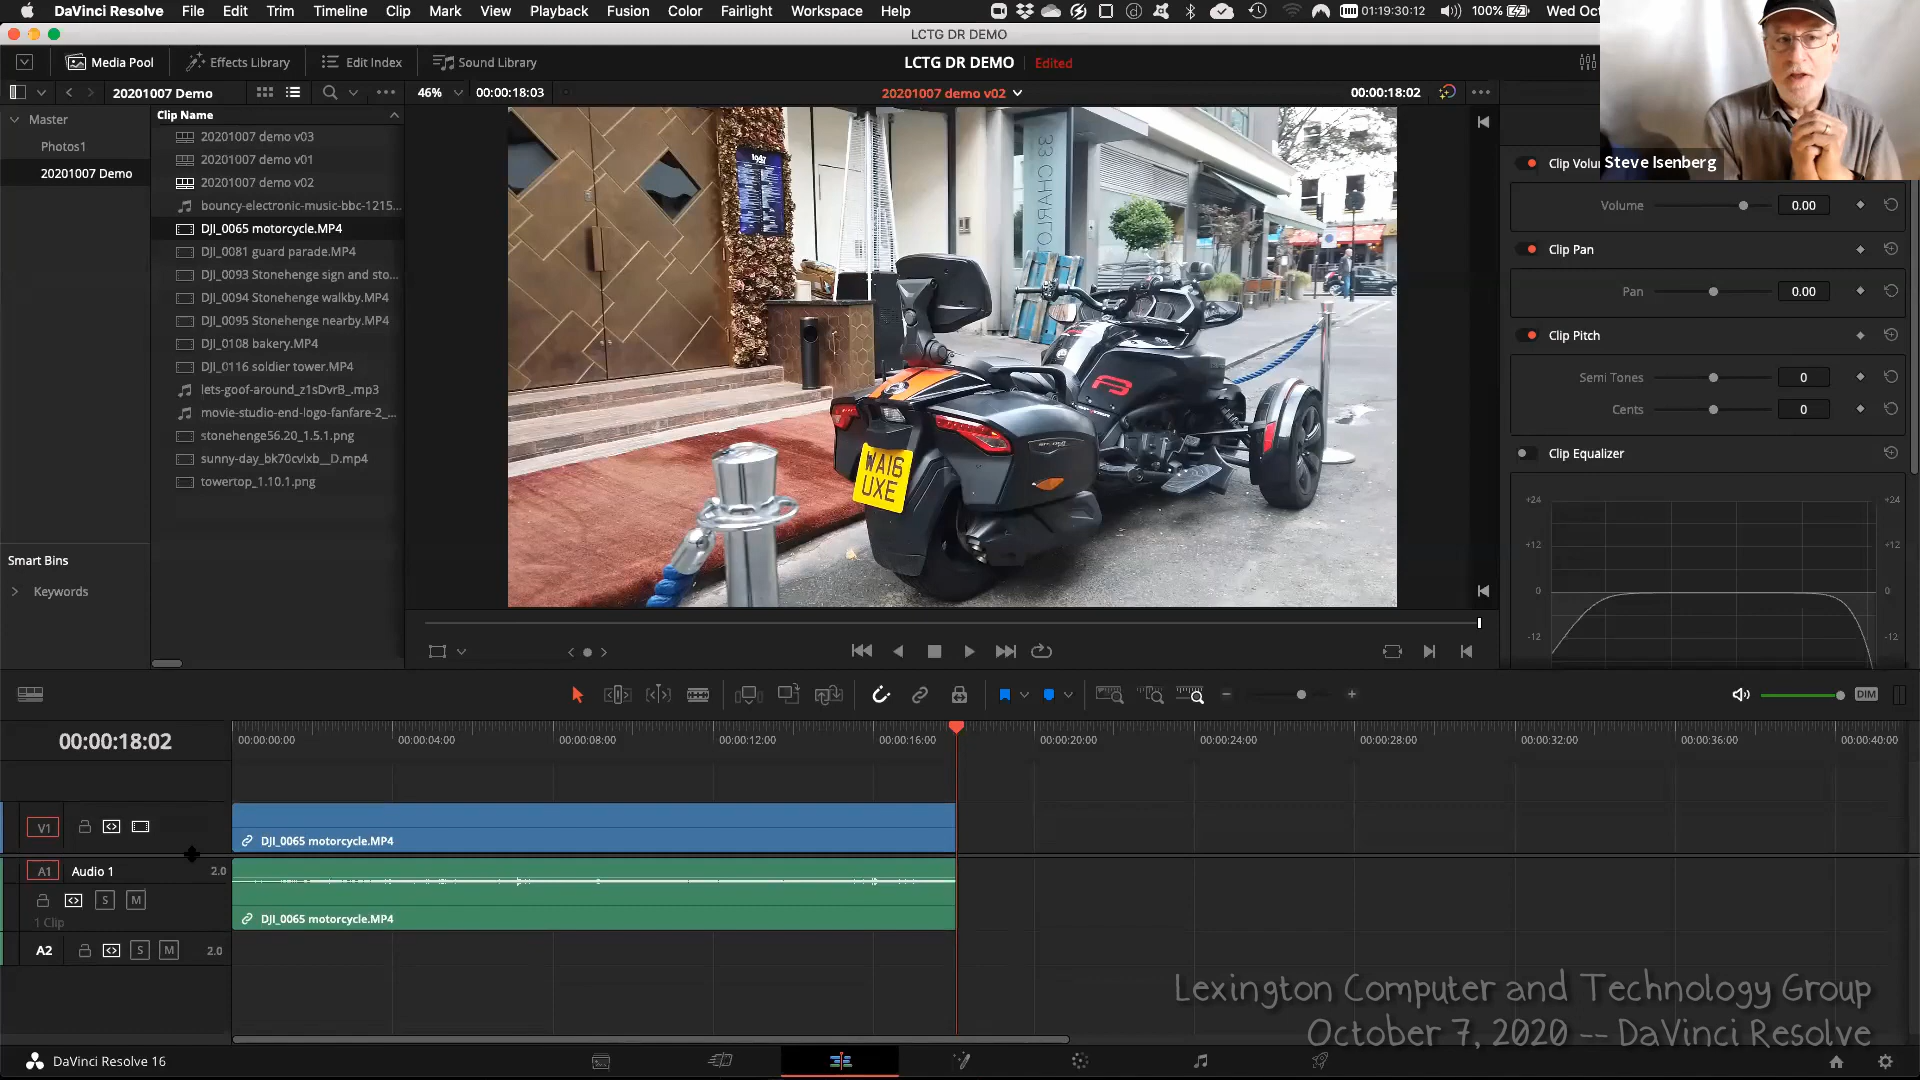 DaVinci Resolve File Edit Trim Timeline Clip Mark View Playback Fusion Color Fairlight Workspace Help 01:19:30:12 100% Wed Oct
LCTG DR DEMO
Media Pool Effects Library Edit Index Sound Library LCTG DR DEMO Edited
20201007 Demo 46% 00:00:18:03 20201007 demo v02 00:00:18:02
Master
Photos1
20201007 Demo
Smart Bins
Keywords
Clip Name
20201007 demo v03
20201007 demo v01
20201007 demo v02
bouncy-electronic-music-bbc-1215...
DJI_0065 motorcycle.MP4
DJI_0081 guard parade.MP4
DJI_0093 Stonehenge sign and sto...
DJI_0094 Stonehenge walkby.MP4
DJI_0095 Stonehenge nearby.MP4
DJI_0108 bakery.MP4
DJI_0116 soldier tower.MP4
lets-goof-around_z1sDvrB_.mp3
movie-studio-end-logo-fanfare-2_...
stonehenge56.20_1.5.1.png
sunny-day_bk70cvlxb__D.mp4
towertop_1.10.1.png
1947
33 CHARLO
WA16
UXE
Steve Isenberg
Clip Volu
Volume 0.00
Clip Pan
Pan 0.00
Clip Pitch
Semi Tones 0
Cents 0
Clip Equalizer
+24 +24
+12 +12
0 0
-12 -12
DIM
00:00:18:02 00:00:00:00 00:00:04:00 00:00:08:00 00:00:12:00 00:00:16:00 00:00:20:00 00:00:24:00 00:00:28:00 00:00:32:00 00:00:36:00 00:00:40:00
V1
DJI_0065 motorcycle.MP4
A1 Audio 1 2.0
S M
1 Clip
DJI_0065 motorcycle.MP4
A2 S M 2.0
Lexington Computer and Technology Group
October 7, 2020 -- DaVinci Resolve
DaVinci Resolve 16